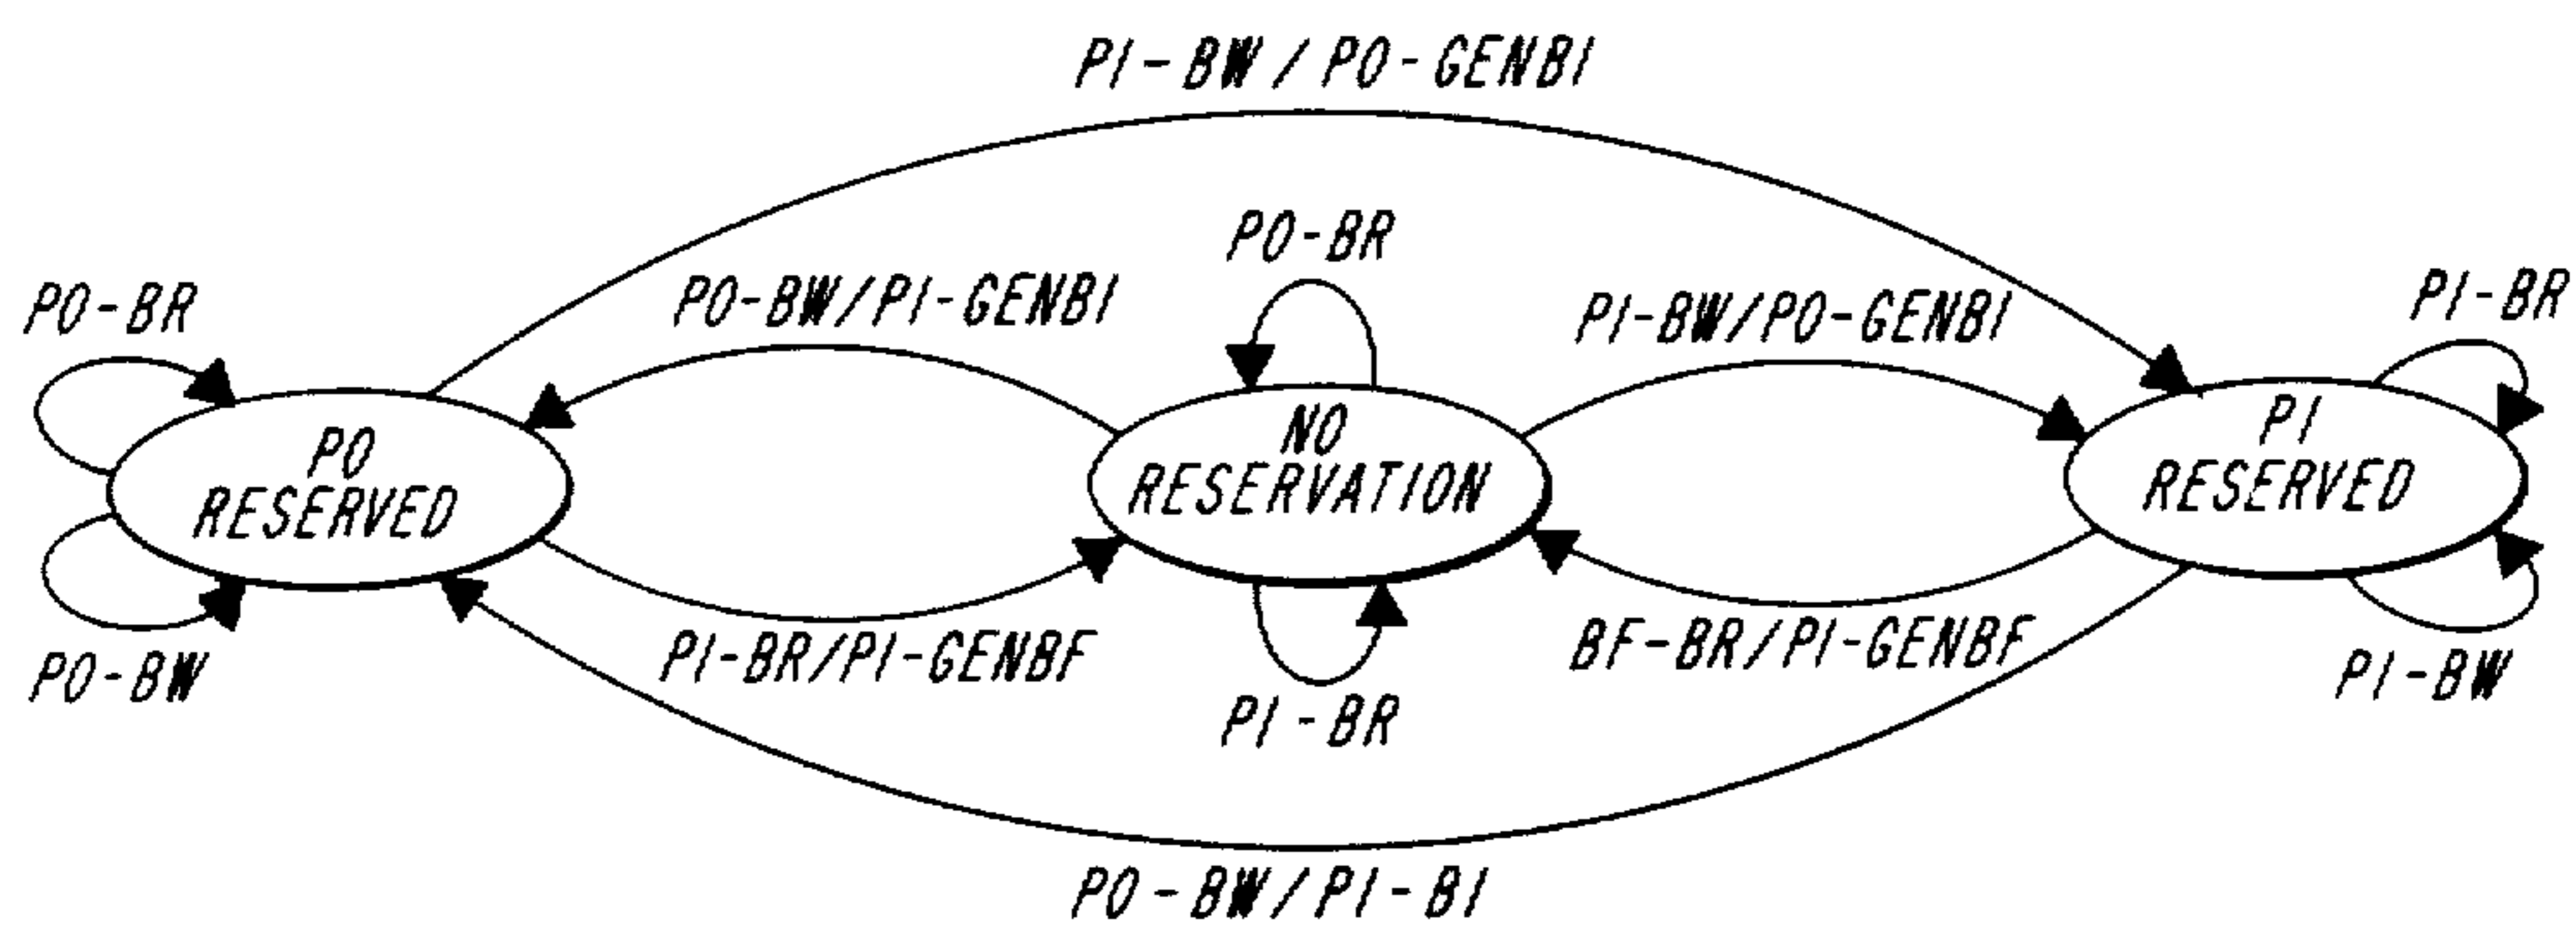 PI-BW/PO-GENBI
PO-BR
PO-BR
PO-BW/PI-GENBI
PI-BW/PO-GENBI
PI-BR
PO
RESERVED
NO
RESERVATION
PI
RESERVED
PO-BW
PI-BR/PI-GENBF
PI-BR
BF-BR/PI-GENBF
PI-BW
PO-BW/PI-BI